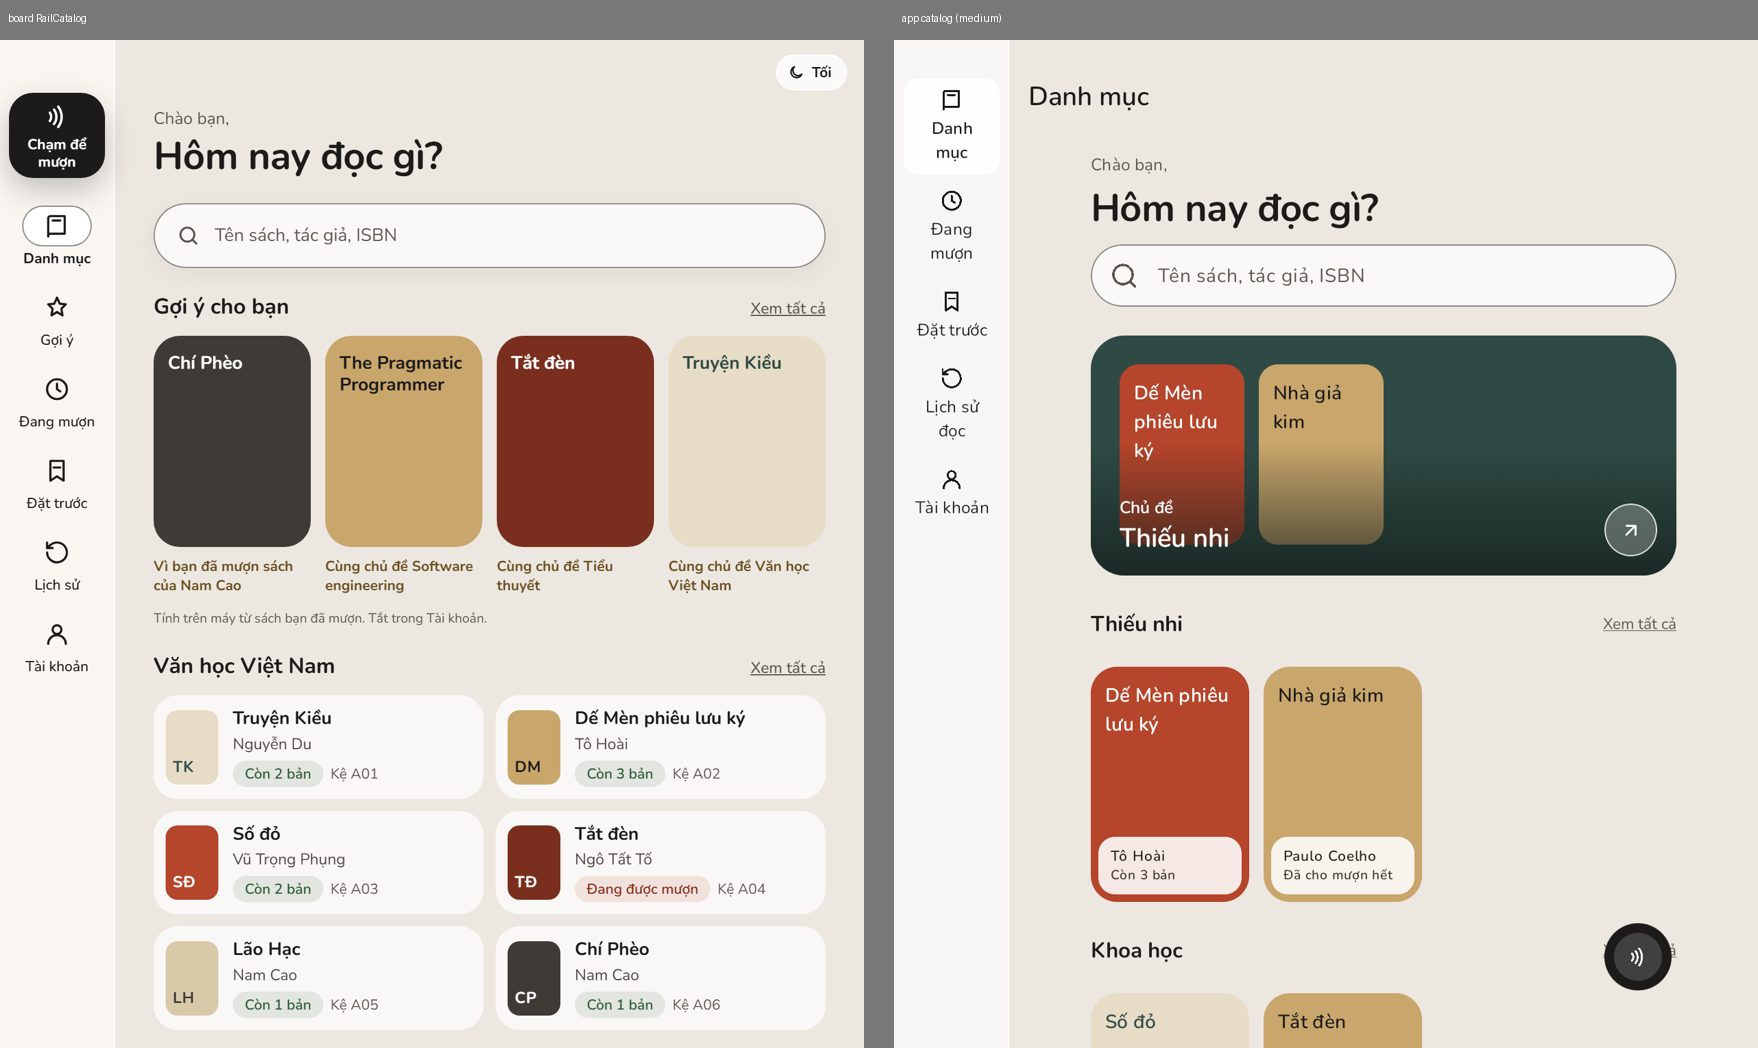 board RailCatalog
Chạm để
mượn
Danh mục
Gợi ý
Đang mượn
Đặt trước
Lịch sử
Tài khoản
Tối
Chào bạn,
Hôm nay đọc gì?
Tên sách, tác giả, ISBN
Gợi ý cho bạn
Xem tất cả
Chí Phèo
The Pragmatic
Programmer
Tắt đèn
Truyện Kiều
Vì bạn đã mượn sách
của Nam Cao
Cùng chủ đề Software
engineering
Cùng chủ đề Tiểu
thuyết
Cùng chủ đề Văn học
Việt Nam
Tính trên máy từ sách bạn đã mượn. Tắt trong Tài khoản.
Văn học Việt Nam
Xem tất cả
TK
Truyện Kiều
Nguyễn Du
Còn 2 bản
Kệ A01
DM
Dế Mèn phiêu lưu ký
Tô Hoài
Còn 3 bản
Kệ A02
SĐ
Số đỏ
Vũ Trọng Phụng
Còn 2 bản
Kệ A03
TĐ
Tắt đèn
Ngô Tất Tố
Đang được mượn
Kệ A04
LH
Lão Hạc
Nam Cao
Còn 1 bản
Kệ A05
CP
Chí Phèo
Nam Cao
Còn 1 bản
Kệ A06
app catalog (medium)
Danh
mục
Đang
mượn
Đặt trước
Lịch sử
đọc
Tài khoản
Danh mục
Chào bạn,
Hôm nay đọc gì?
Tên sách, tác giả, ISBN
Dế Mèn
phiêu lưu
ký
Nhà giả
kim
Chủ đề
Thiếu nhi
Thiếu nhi
Xem tất cả
Dế Mèn phiêu
lưu ký
Tô Hoài
Còn 3 bản
Nhà giả kim
Paulo Coelho
Đã cho mượn hết
Khoa học
Số đỏ
Tắt đèn